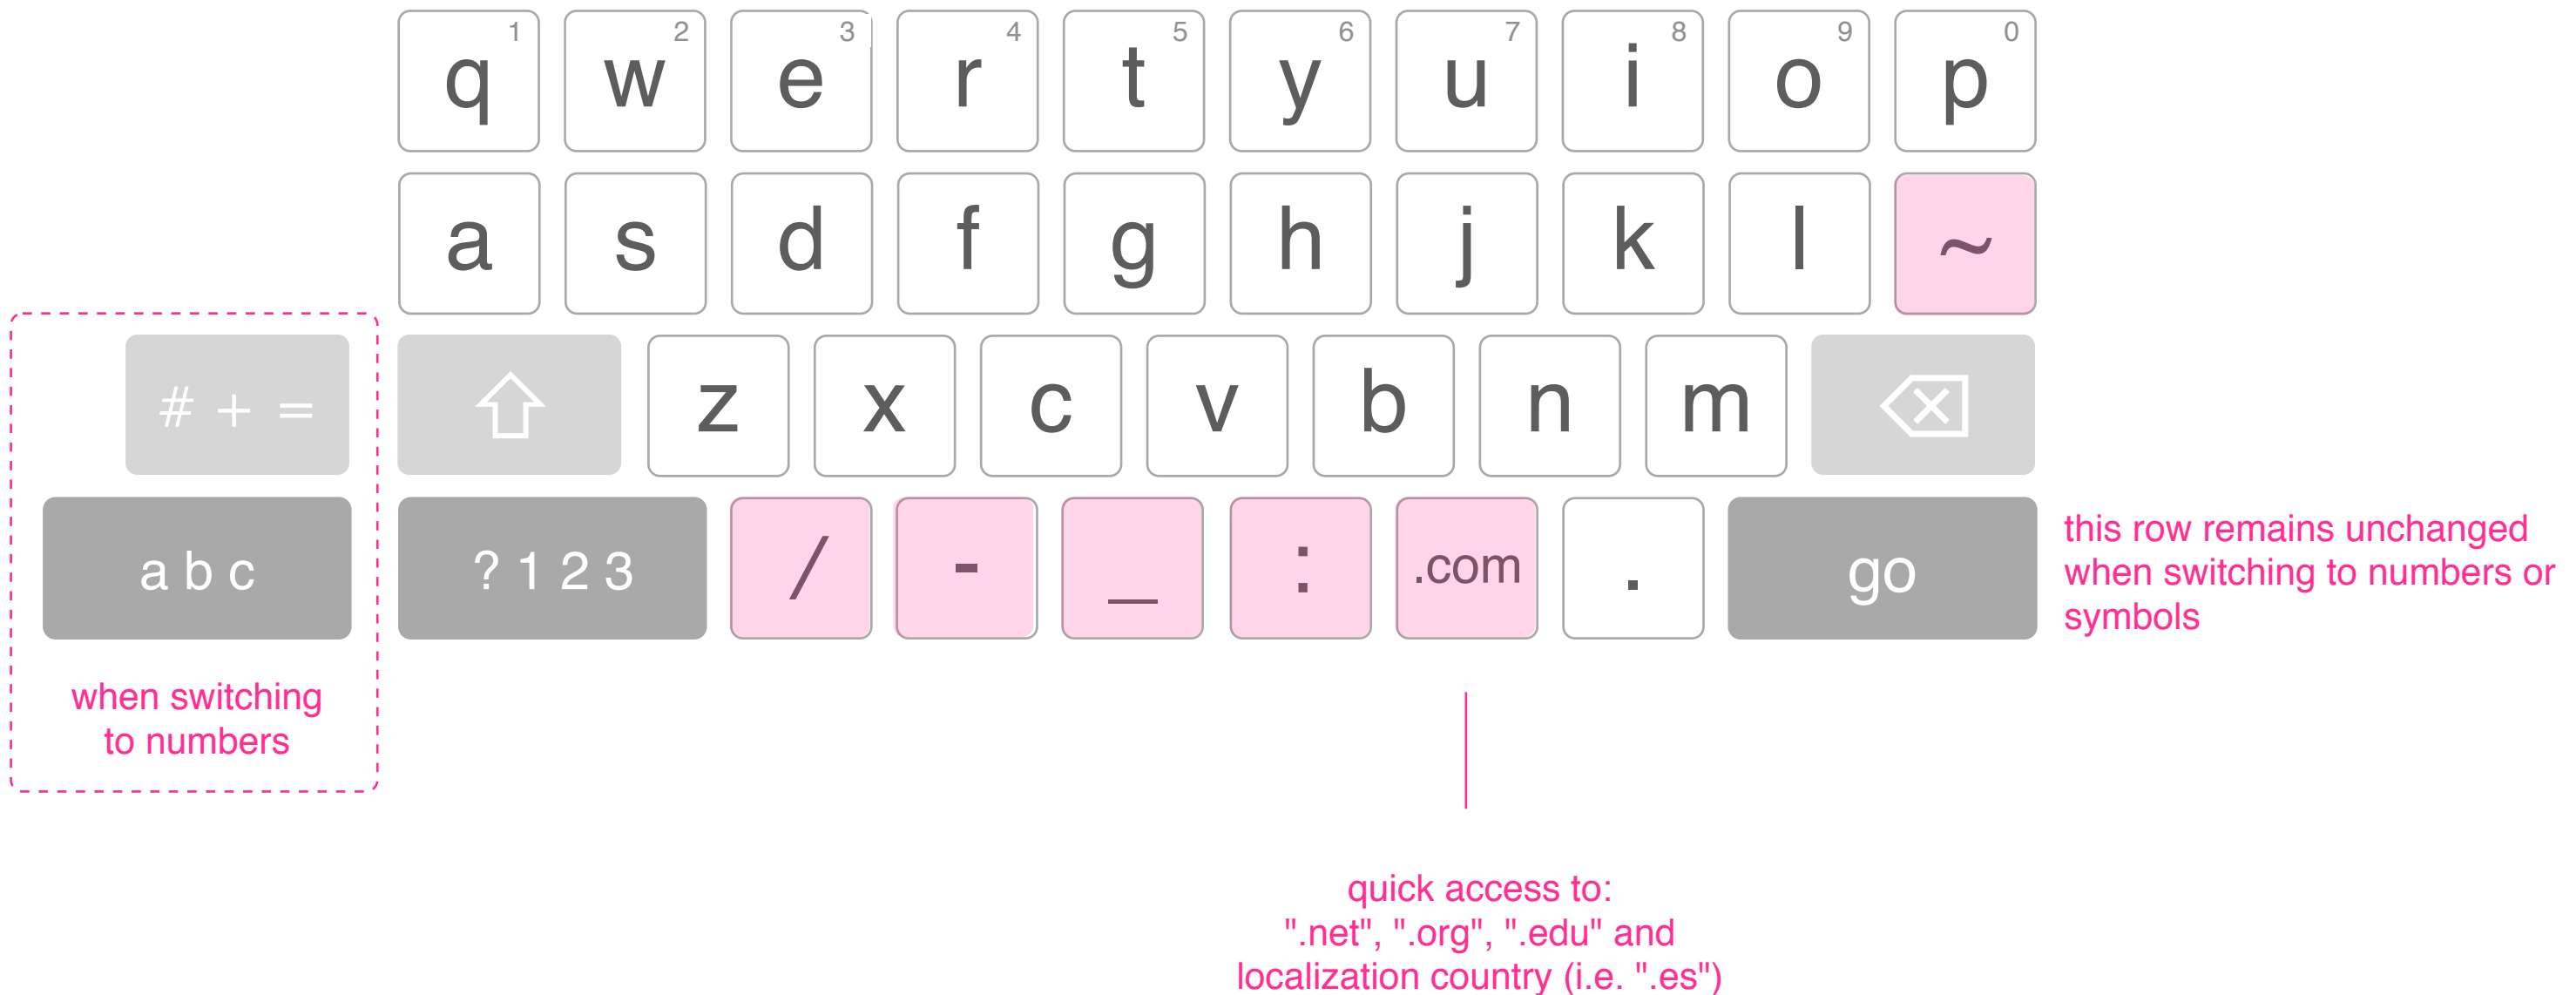 1 2 3 4 5 6 7 8 9 0
q w e r t y u i o p
a s d f g h j k l ~
# + = z x c v b n m
a b c ? 1 2 3 / - _ : .com . go
this row remains unchanged
when switching to numbers or
symbols
when switching
to numbers
quick access to:
".net", ".org", ".edu" and
localization country (i.e. ".es")